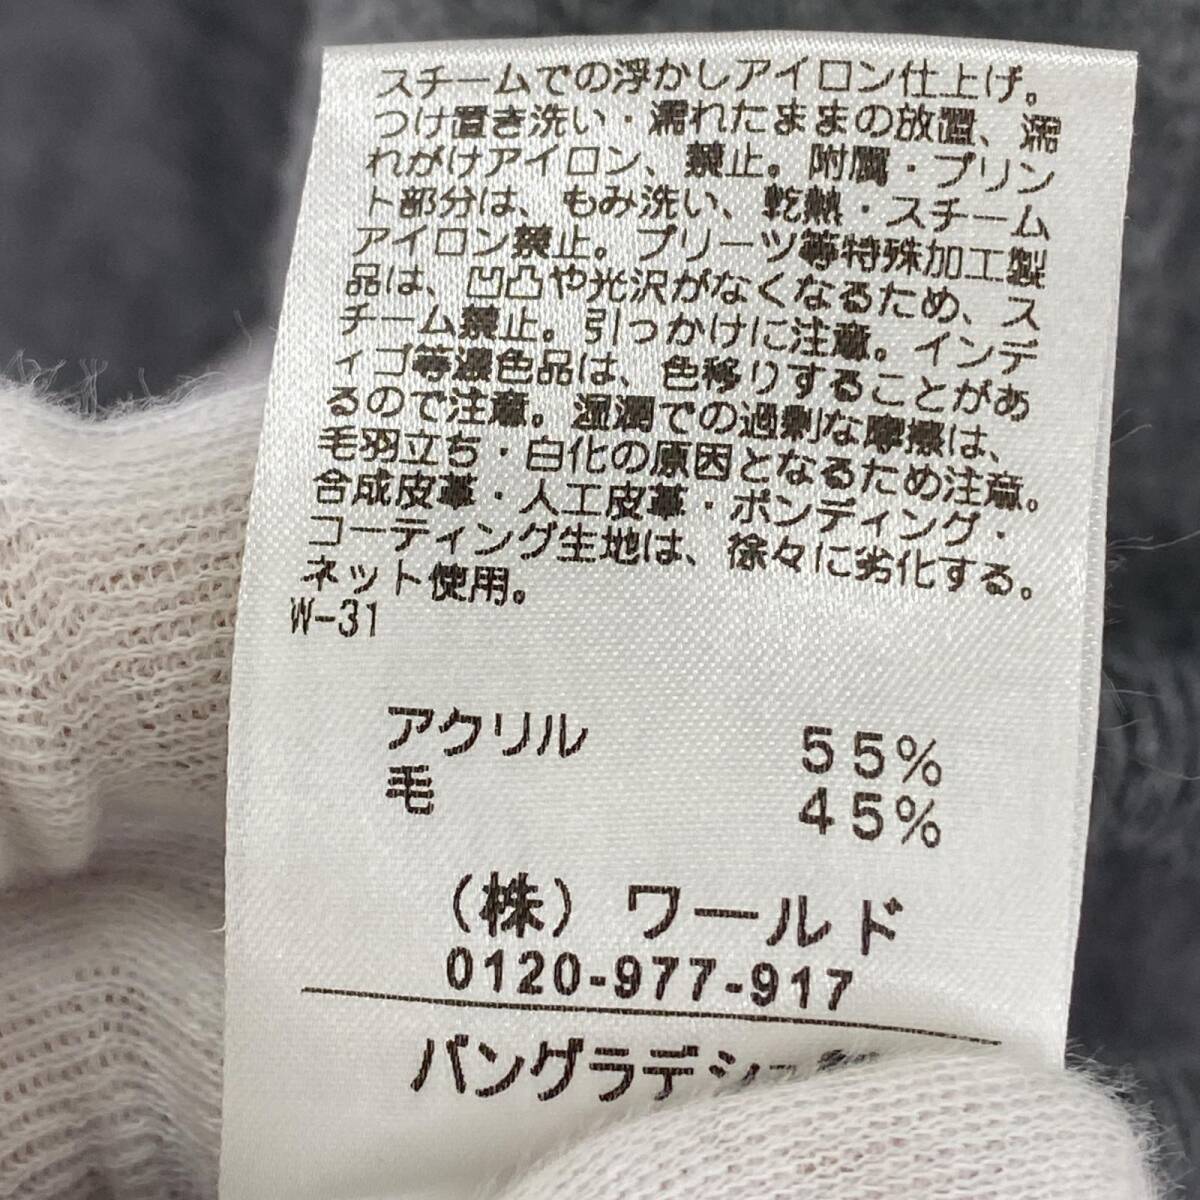 スチームでの浮かしアイロン仕上げ。
つけ置き洗い・濡れたままの放置、濡
れがけアイロン、禁止。附属・プリン
ト部分は、もみ洗い、乾熱・スチーム
アイロン禁止。プリーツ等特殊加工製
品は、凹凸や光沢がなくなるため、ス
チーム禁止。引っかけに注意。インデ
ィゴ等濃色品は、色移りすることがあ
るので注意。湿潤での過剰な摩擦は、
毛羽立ち・白化の原因となるため注意。
合成皮革・人工皮革・ボンディング・
コーティング生地は、徐々に劣化する。
ネット使用。
W-31
アクリル 55%
毛 45%
(株) ワールド
0120-977-917
バングラデシュ